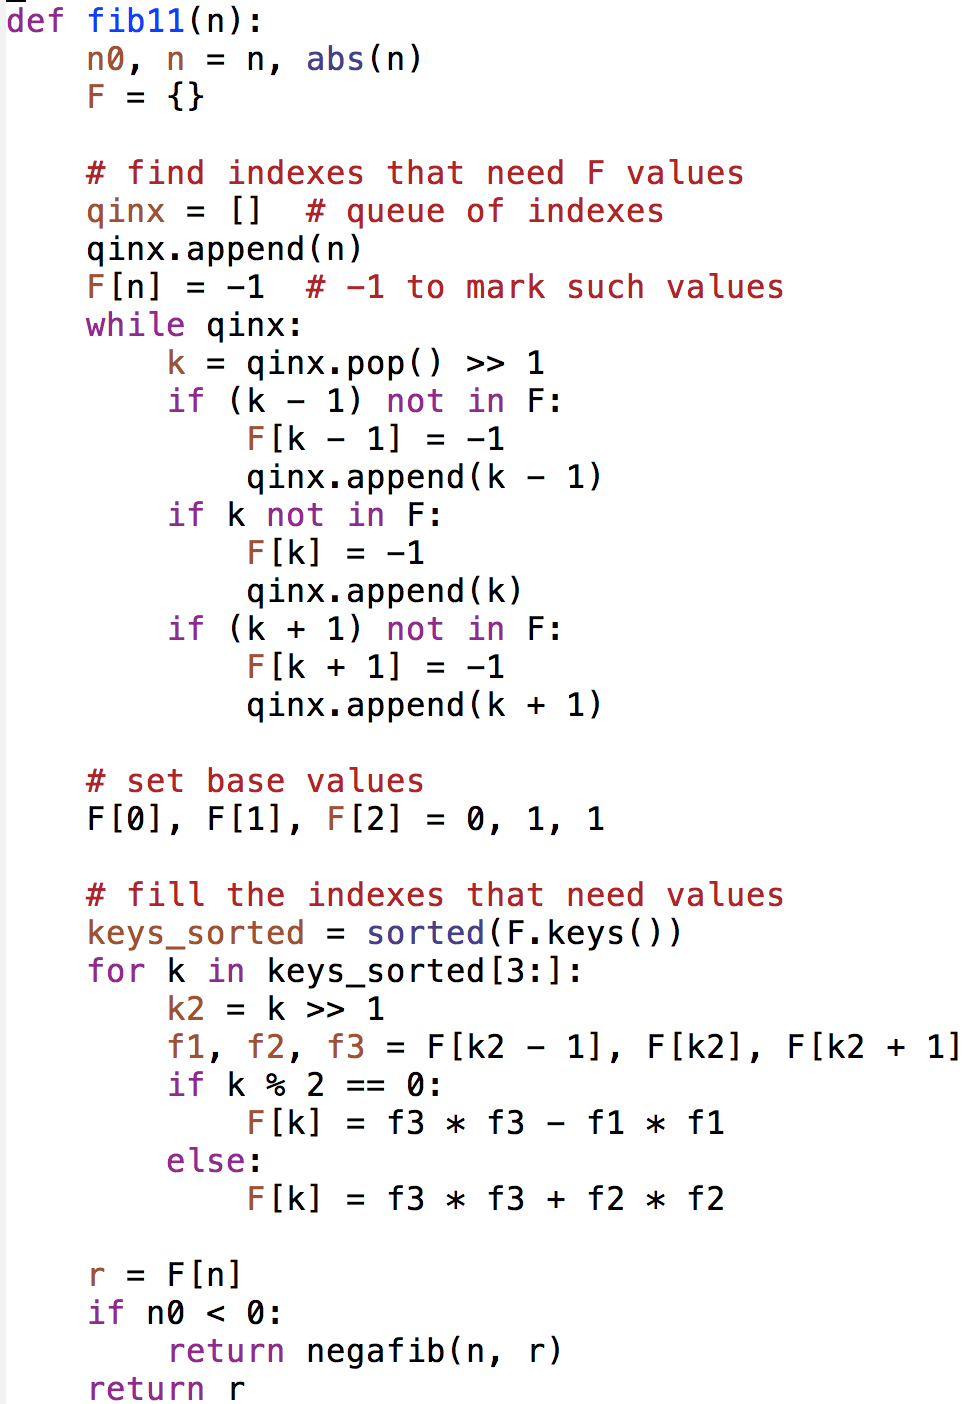 def fib11(n):
    n0, n = n, abs(n)
    F = {}

    # find indexes that need F values
    qinx = []  # queue of indexes
    qinx.append(n)
    F[n] = -1  # -1 to mark such values
    while qinx:
        k = qinx.pop() >> 1
        if (k - 1) not in F:
            F[k - 1] = -1
            qinx.append(k - 1)
        if k not in F:
            F[k] = -1
            qinx.append(k)
        if (k + 1) not in F:
            F[k + 1] = -1
            qinx.append(k + 1)

    # set base values
    F[0], F[1], F[2] = 0, 1, 1

    # fill the indexes that need values
    keys_sorted = sorted(F.keys())
    for k in keys_sorted[3:]:
        k2 = k >> 1
        f1, f2, f3 = F[k2 - 1], F[k2], F[k2 + 1]
        if k % 2 == 0:
            F[k] = f3 * f3 - f1 * f1
        else:
            F[k] = f3 * f3 + f2 * f2

    r = F[n]
    if n0 < 0:
        return negafib(n, r)
    return r